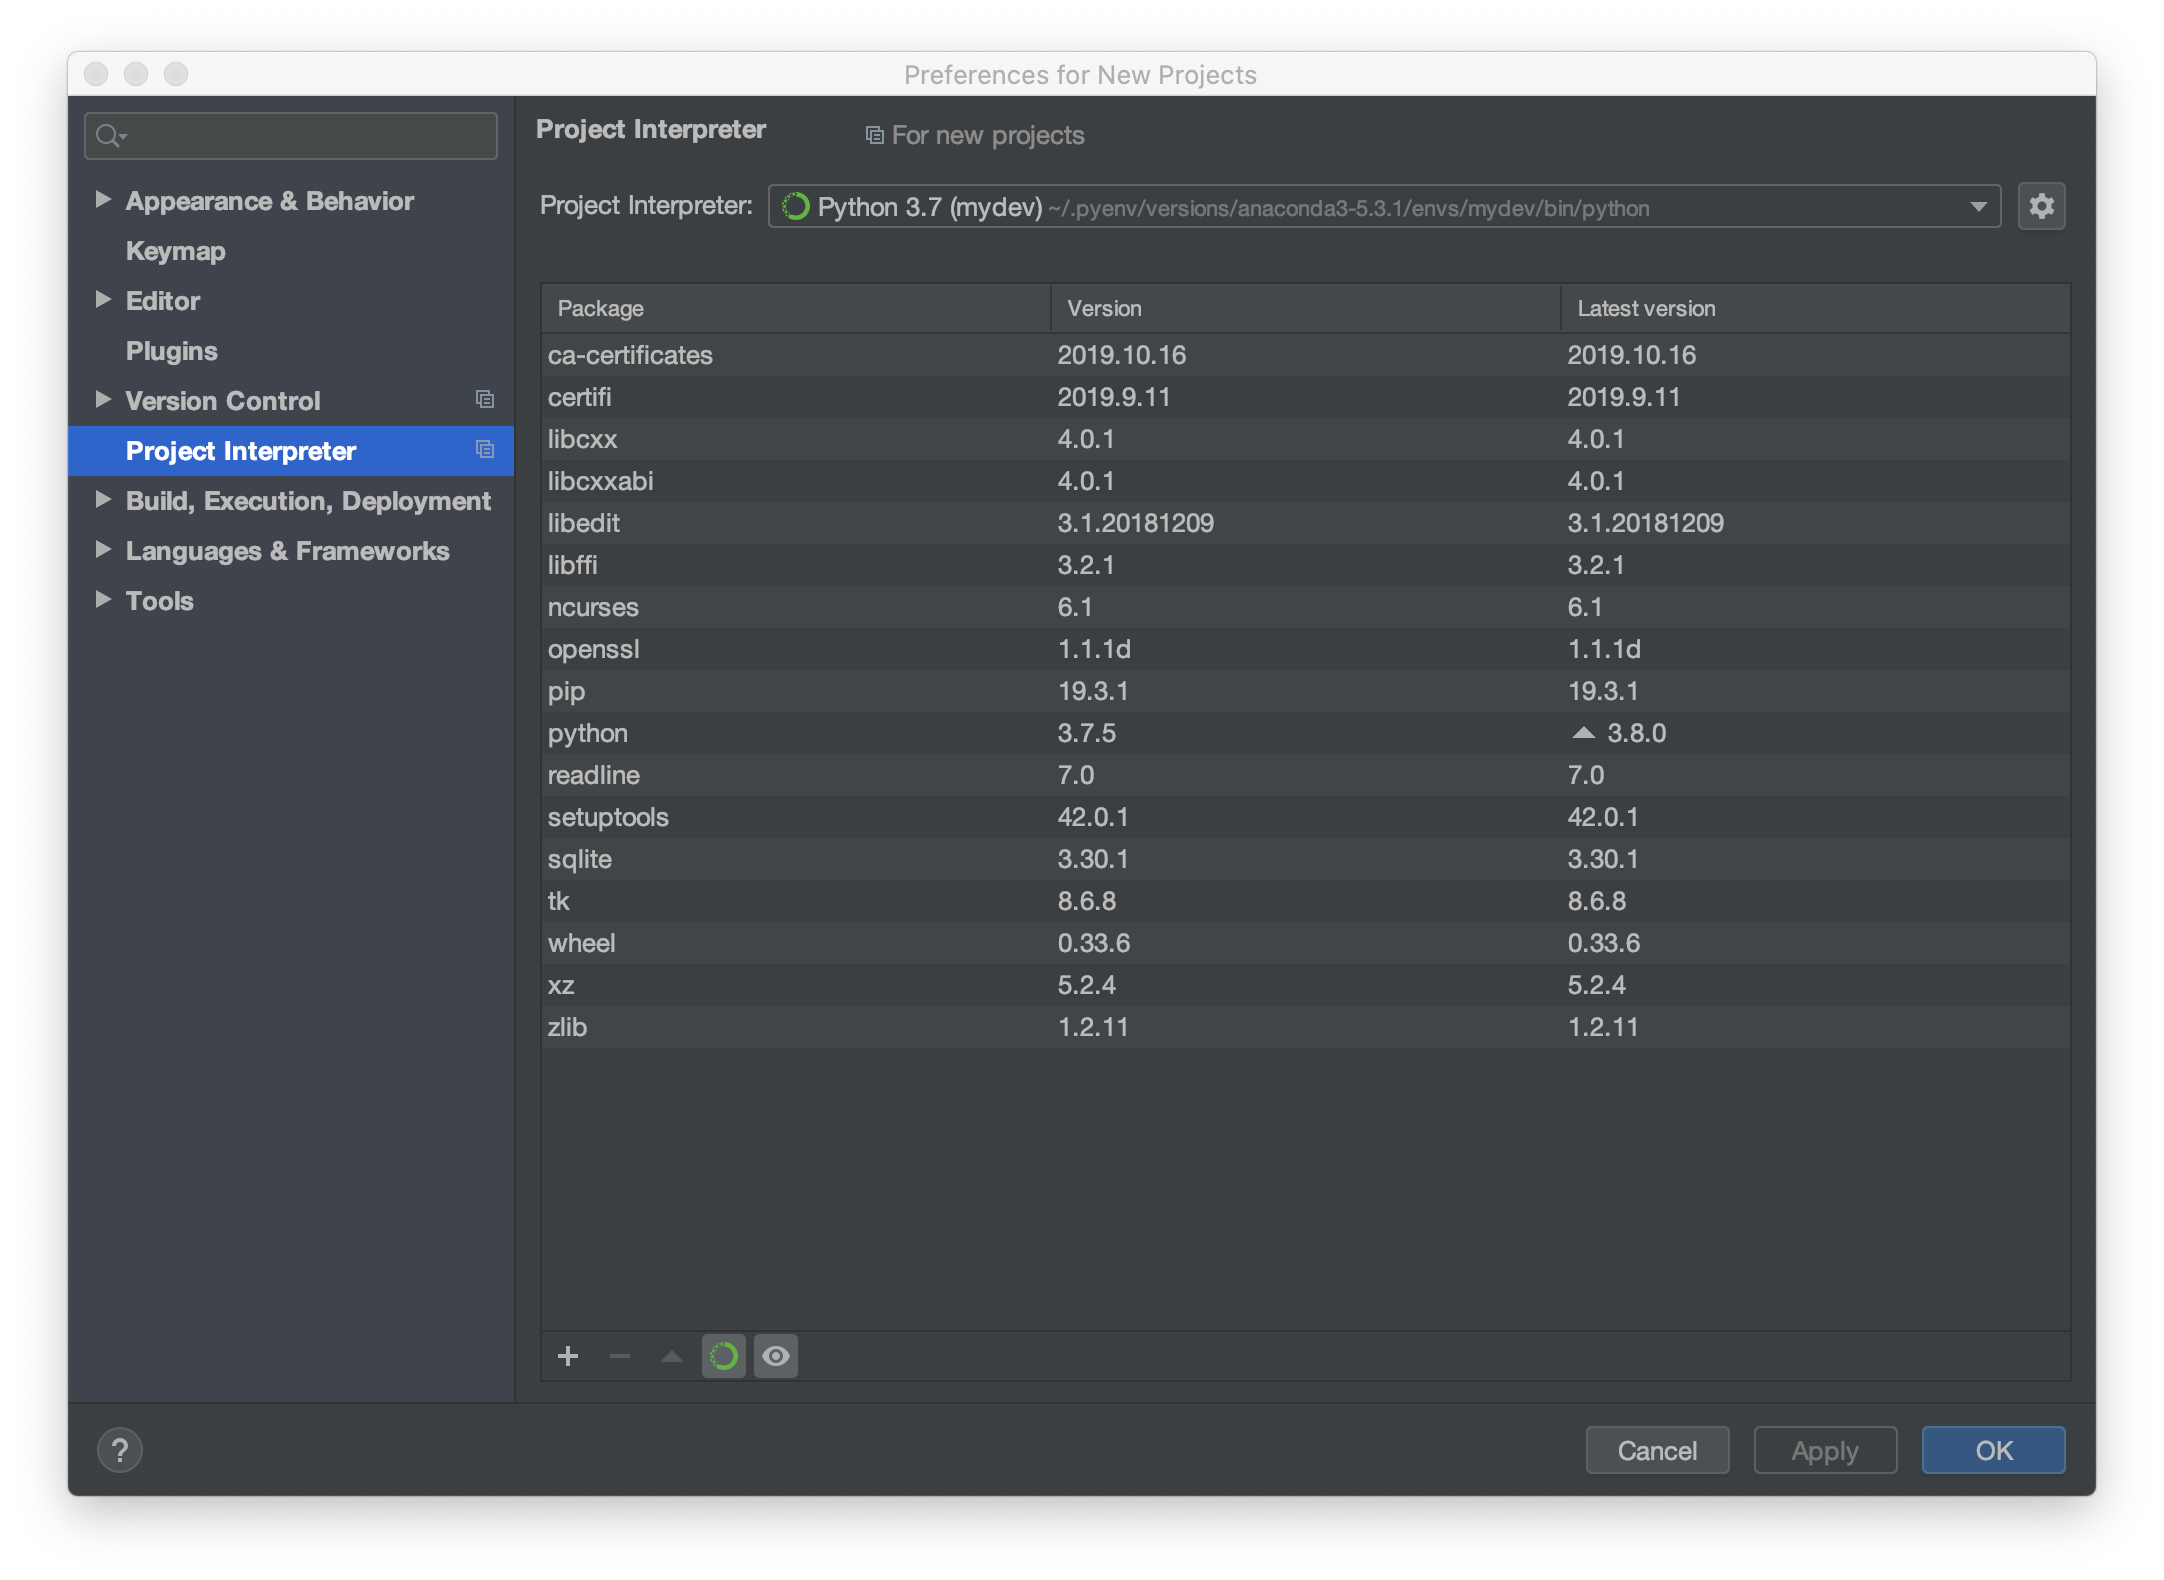 Preferences for New Projects
Appearance & Behavior
Keymap
Editor
Plugins
Version Control
Project Interpreter
Build, Execution, Deployment
Languages & Frameworks
Tools
Project Interpreter
For new projects
Project Interpreter: Python 3.7 (mydev) ~/.pyenv/versions/anaconda3-5.3.1/envs/mydev/bin/python
Package Version Latest version
ca-certificates 2019.10.16 2019.10.16
certifi 2019.9.11 2019.9.11
libcxx 4.0.1 4.0.1
libcxxabi 4.0.1 4.0.1
libedit 3.1.20181209 3.1.20181209
libffi 3.2.1 3.2.1
ncurses 6.1 6.1
openssl 1.1.1d 1.1.1d
pip 19.3.1 19.3.1
python 3.7.5 3.8.0
readline 7.0 7.0
setuptools 42.0.1 42.0.1
sqlite 3.30.1 3.30.1
tk 8.6.8 8.6.8
wheel 0.33.6 0.33.6
xz 5.2.4 5.2.4
zlib 1.2.11 1.2.11
? Cancel Apply OK